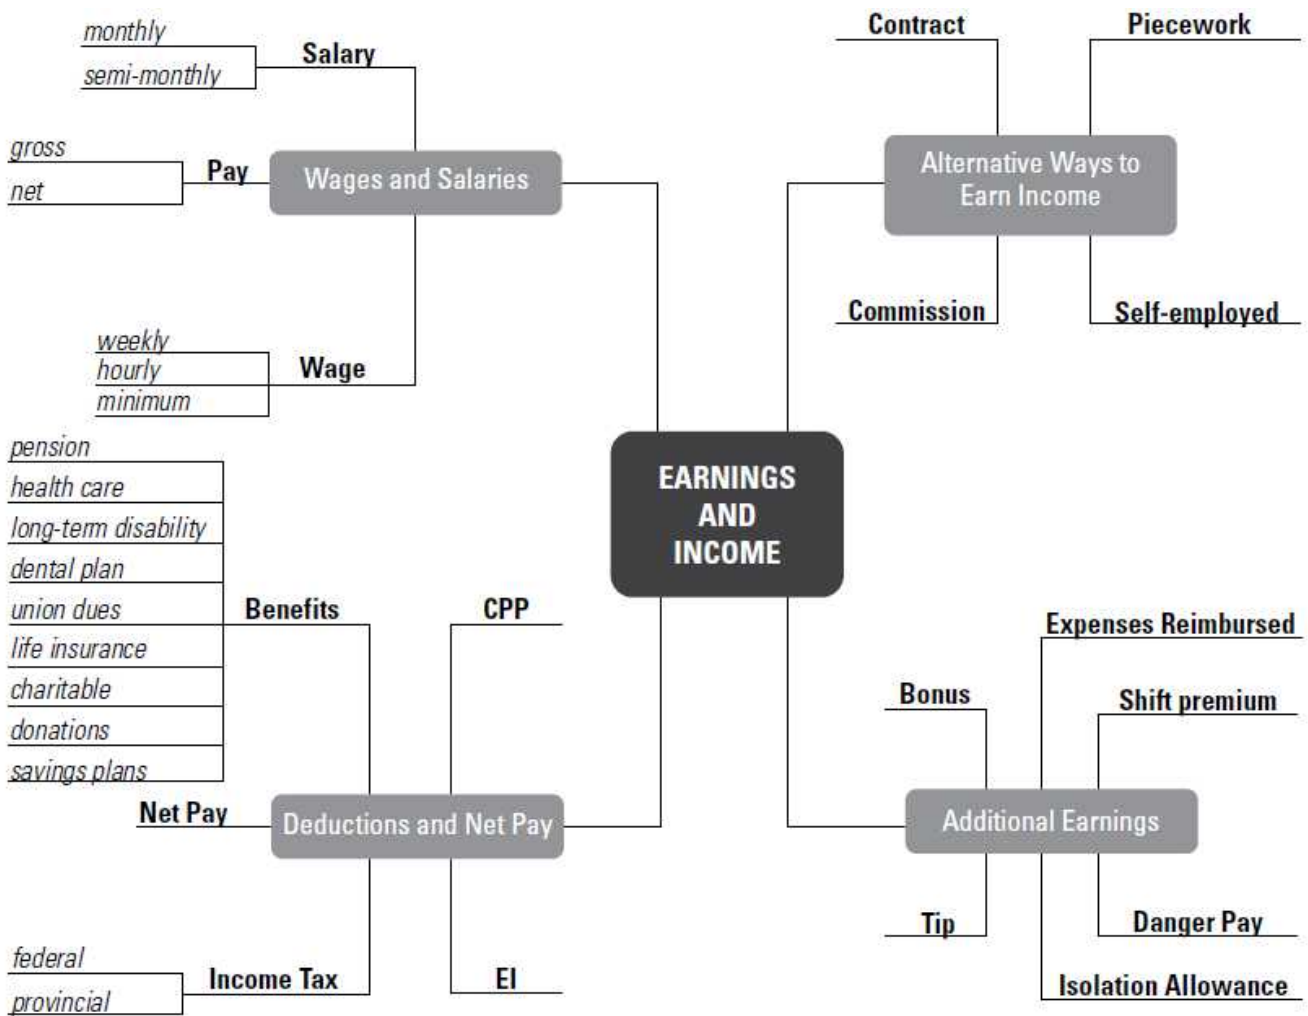 monthly
semi-monthly
Salary
gross
net
Pay
Wages and Salaries
weekly
hourly
minimum
Wage
Contract
Piecework
Alternative Ways to
Earn Income
Commission
Self-employed
EARNINGS
AND
INCOME
pension
health care
long-term disability
dental plan
union dues
life insurance
charitable
donations
savings plans
Benefits
CPP
Net Pay
Deductions and Net Pay
federal
provincial
Income Tax
EI
Expenses Reimbursed
Bonus
Shift premium
Additional Earnings
Tip
Danger Pay
Isolation Allowance